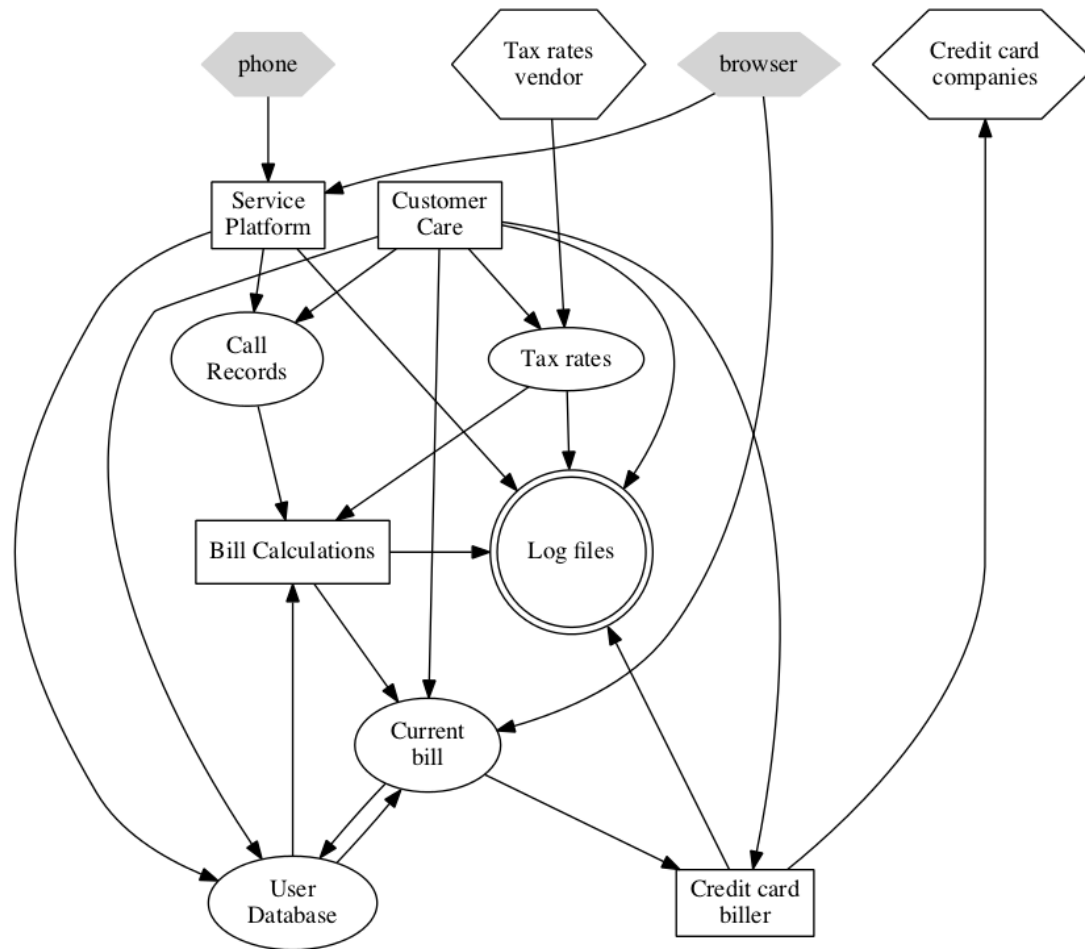 phone
Tax rates
vendor
browser
Credit card
companies
Service
Platform
Customer
Care
Call
Records
Tax rates
Bill Calculations
Log files
Current
bill
User
Database
Credit card
biller